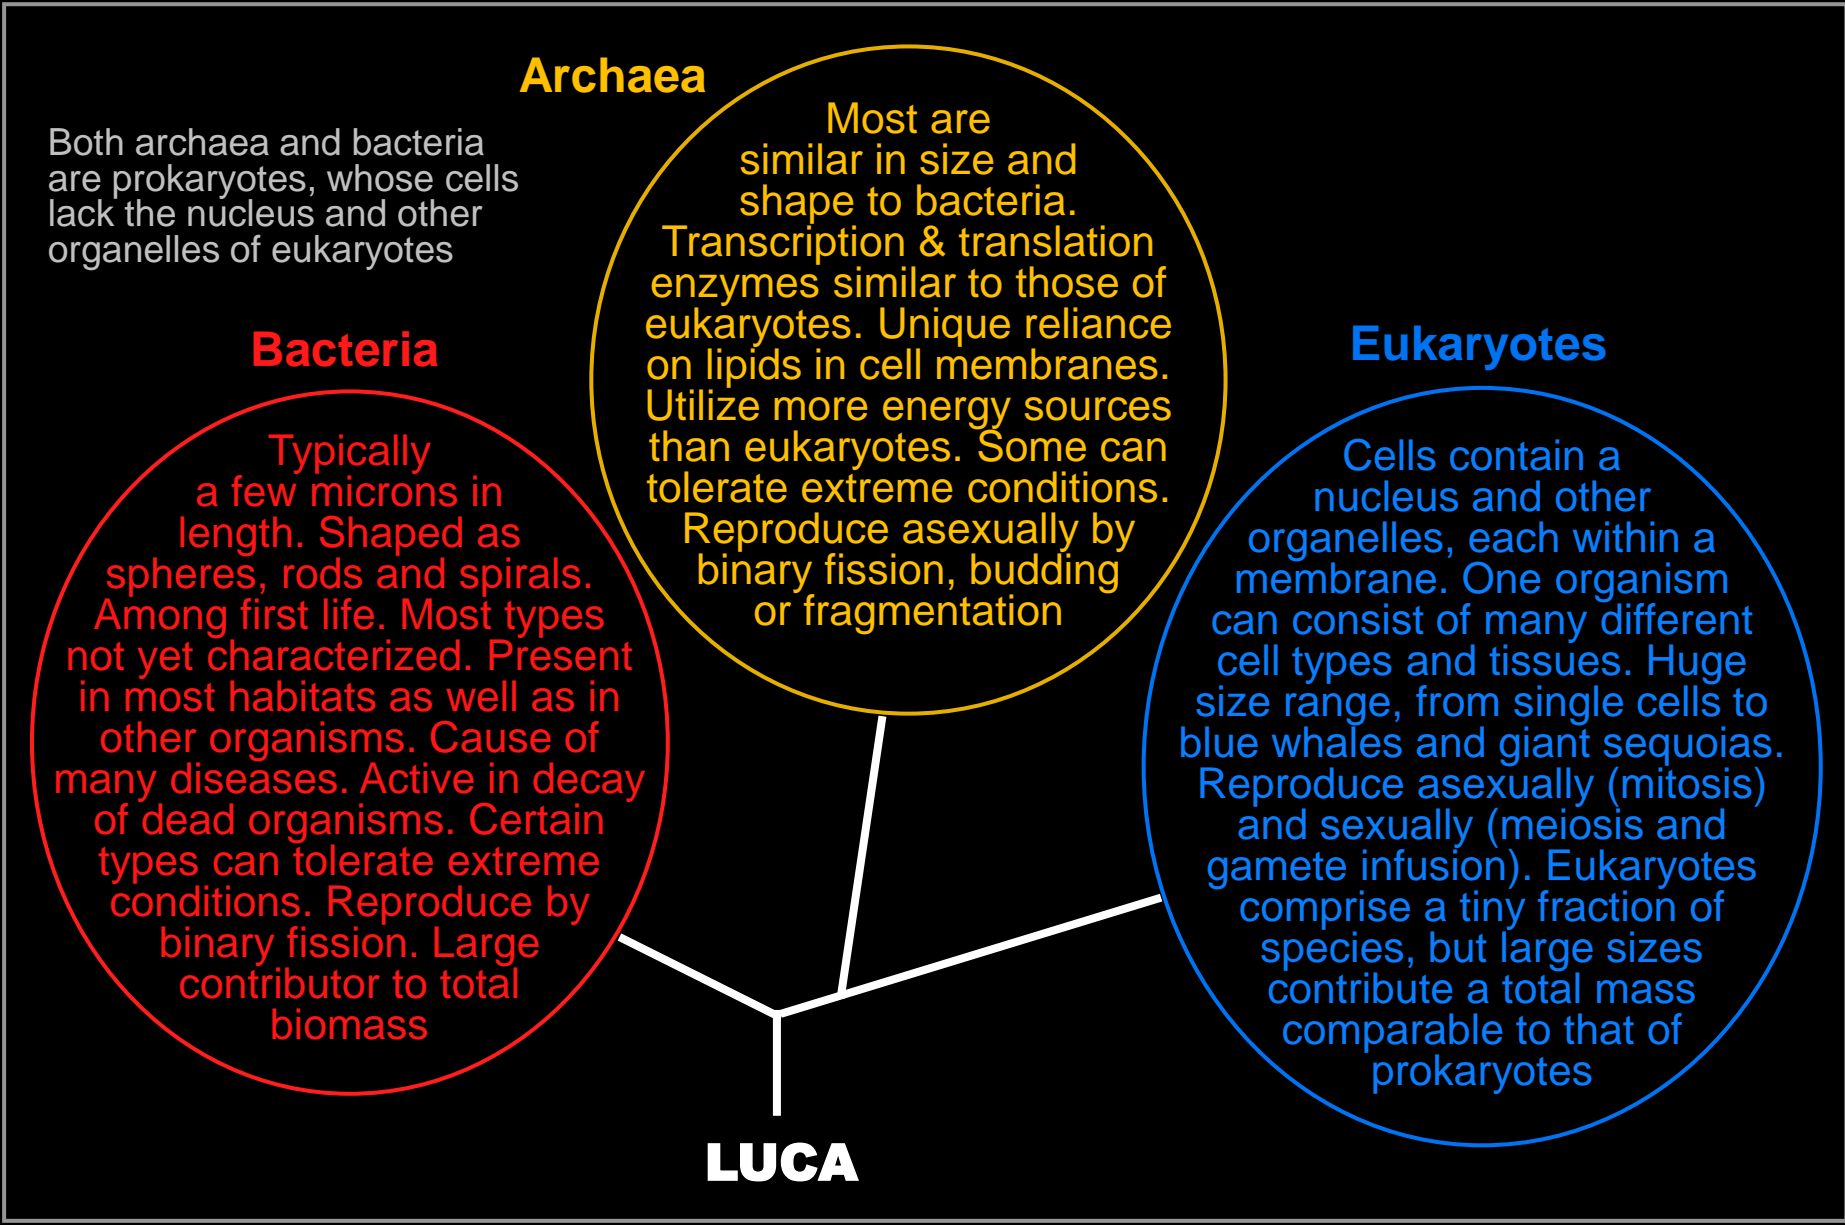 Archaea
Both archaea and bacteria
are prokaryotes, whose cells
lack the nucleus and other
organelles of eukaryotes
Most are
similar in size and
shape to bacteria.
Transcription & translation
enzymes similar to those of
eukaryotes. Unique reliance
on lipids in cell membranes.
Utilize more energy sources
than eukaryotes. Some can
tolerate extreme conditions.
Reproduce asexually by
binary fission, budding
or fragmentation
Bacteria
Typically
a few microns in
length. Shaped as
spheres, rods and spirals.
Among first life. Most types
not yet characterized. Present
in most habitats as well as in
other organisms. Cause of
many diseases. Active in decay
of dead organisms. Certain
types can tolerate extreme
conditions. Reproduce by
binary fission. Large
contributor to total
biomass
Eukaryotes
Cells contain a
nucleus and other
organelles, each within a
membrane. One organism
can consist of many different
cell types and tissues. Huge
size range, from single cells to
blue whales and giant sequoias.
Reproduce asexually (mitosis)
and sexually (meiosis and
gamete infusion). Eukaryotes
comprise a tiny fraction of
species, but large sizes
contribute a total mass
comparable to that of
prokaryotes
LUCA